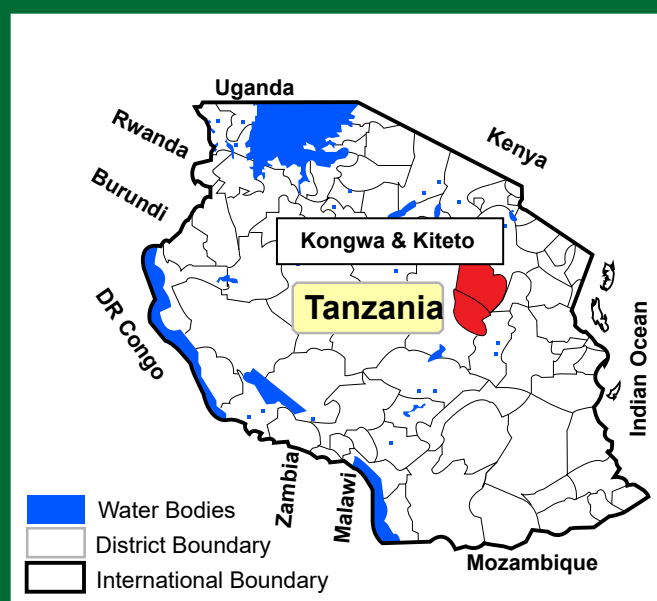 Uganda
Rwanda
Kenya
Burundi
Kongwa & Kiteto
Tanzania
DR Congo
Indian Ocean
Zambia
Malawi
Water Bodies
District Boundary
Mozambique
International Boundary